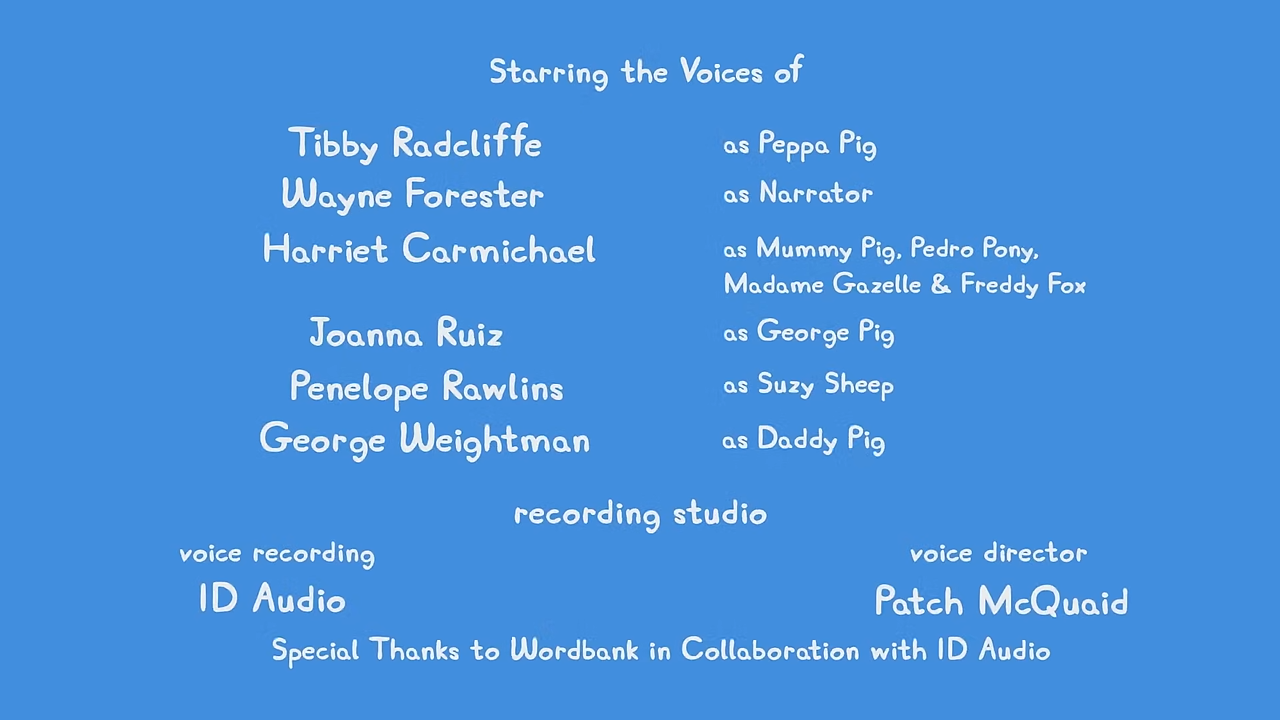 Starring the Voices of
Tibby Radcliffe as Peppa Pig
Wayne Forester as Narrator
Harriet Carmichael as Mummy Pig, Pedro Pony,
Madame Gazelle & Freddy Fox
Joanna Ruiz as George Pig
Penelope Rawlins as Suzy Sheep
George Weightman as Daddy Pig
recording studio
voice recording voice director
ID Audio Patch McQuaid
Special Thanks to Wordbank in Collaboration with ID Audio